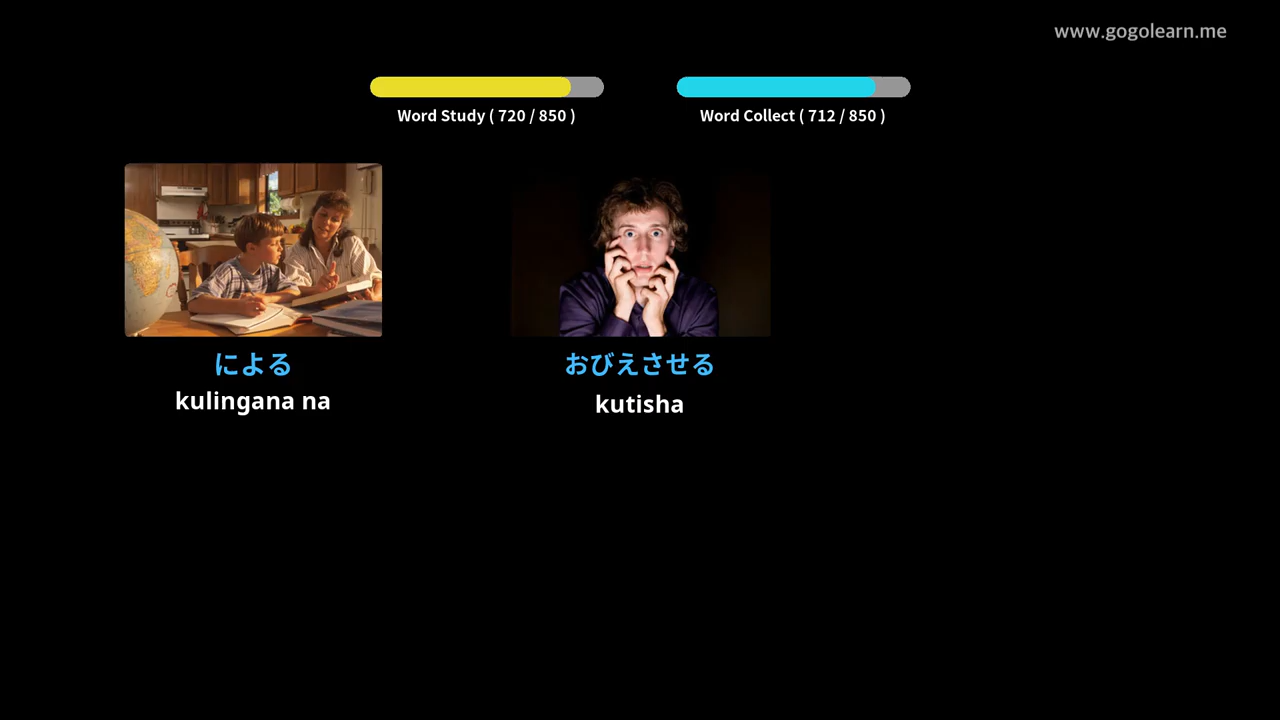 www.gogolearn.me
Word Study ( 720 / 850 )
Word Collect ( 712 / 850 )
による
kulingana na
おびえさせる
kutisha